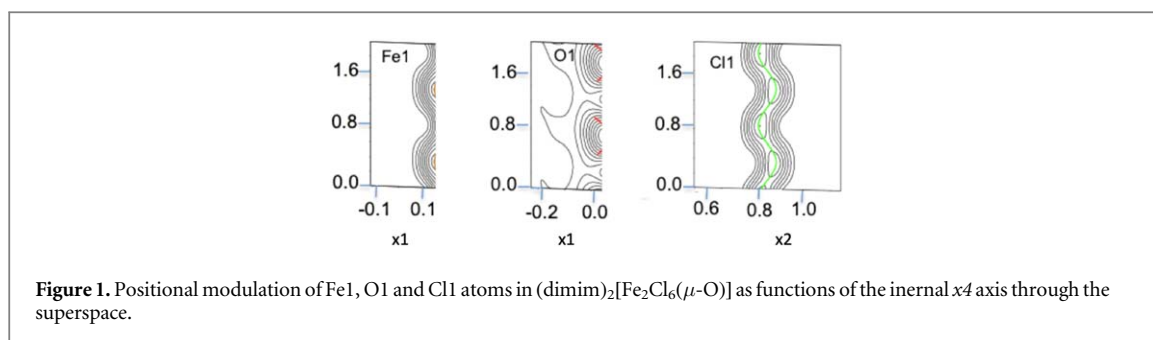 Fe1
O1
Cl1
1.6
0.8
0.0
-0.1 0.1
x1
1.6
0.8
0.0
-0.2 0.0
x1
1.6
0.8
0.0
0.6 0.8 1.0
x2
Figure 1. Positional modulation of Fe1, O1 and Cl1 atoms in (dimim)₂[Fe₂Cl₆(μ-O)] as functions of the inernal x4 axis through the
superspace.